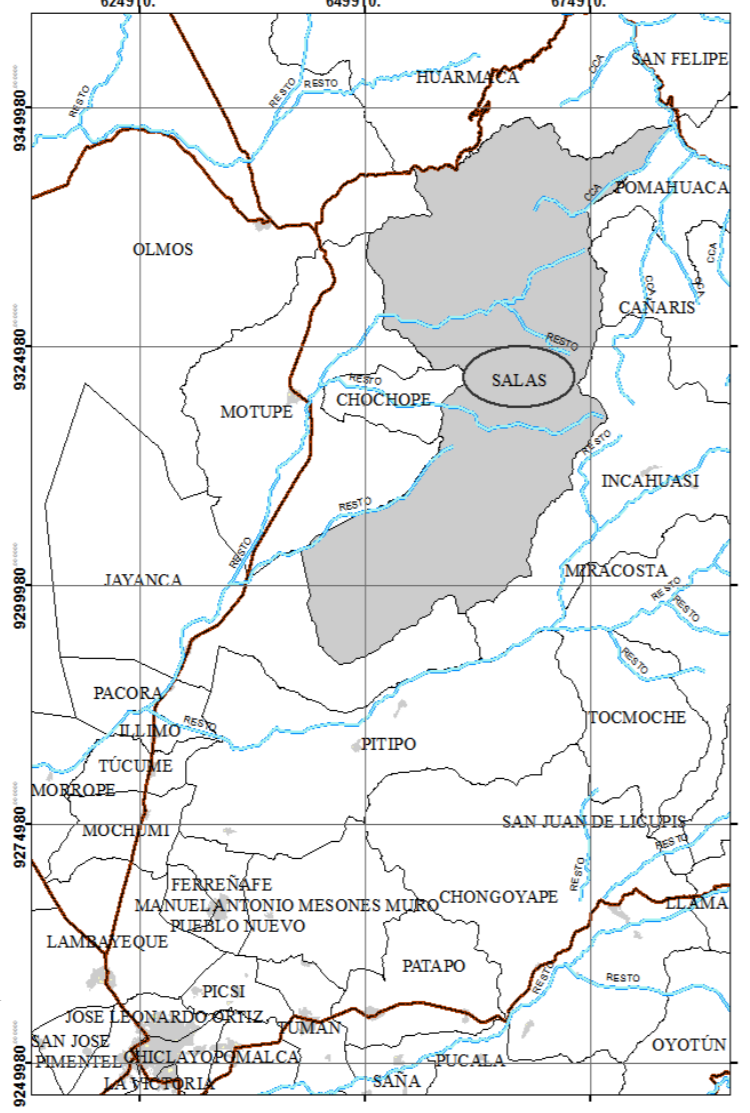 SAN FELIPE
CCA
HUARMACA
RESTO
RESTO
RESTO
9349980
POMAHUACA
CCA
OLMOS
CCA
CCA
CCA
CAÑARIS
9324980
RESTO
RESTO
SALAS
CHOCHOPE
MOTUPE
RESTO
INCAHUASI
RESTO
RESTO
MIRACOSTA
JAYANCA
9299980
RESTO
RESTO
RESTO
PACORA
RESTO
TOCMOCHE
ILLIMO
PITIPO
TÚCUME
MORROPE
9274980
MOCHUMI
SAN JUAN DE LICUPIS
RESTO
RESTO
FERREÑAFE
CHONGOYAPE
MANUEL ANTONIO MESONES MURO
LLAMA
PUEBLO NUEVO
LAMBAYEQUE
PATAPO
RESTO
RESTO
PICSI
JOSE LEONARDO ORTIZ
TUMAN
SAN JOSE
OYOTÚN
PIMENTEL
CHICLAYO
POMALCA
PUCALA
9249980
LA VICTORIA
SAÑA